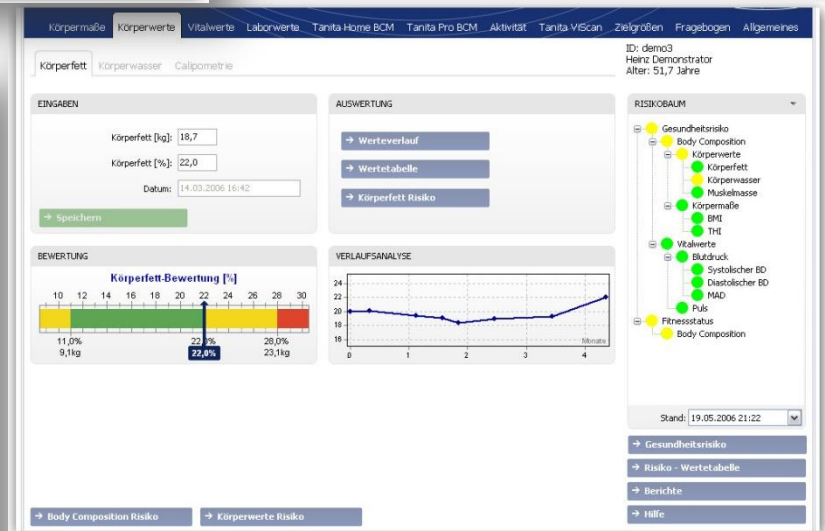 Körpermaße Körperwerte Vitalwerte Laborwerte Tanita Home BCM Tanita Pro BCM Aktivität Tanita ViScan Zielgrößen Fragebogen Allgemeines
Körperfett Körperwasser Calipometrie
ID: demo3
Heinz Demonstrator
Alter: 51,7 Jahre
EINGABEN
Körperfett [kg]: 18,7
Körperfett [%]: 22,0
Datum: 14.03.2006 16:42
→ Speichern
AUSWERTUNG
→ Werteverlauf
→ Wertetabelle
→ Körperfett Risiko
BEWERTUNG
Körperfett-Bewertung [%]
10 12 14 16 18 20 22 24 26 28 30
11,0% 22,0% 28,0%
9,1kg 22,0% 23,1kg
VERLAUFSANALYSE
24
22
20
18
16
Monate
0 1 2 3 4
RISIKOBAUM
Gesundheitsrisiko
Body Composition
Körperwerte
Körperfett
Körperwasser
Muskelmasse
Körpermaße
BMI
THI
Vitalwerte
Blutdruck
Systolischer BD
Diastolischer BD
MAD
Puls
Fitnessstatus
Body Composition
Stand: 19.05.2006 21:22
→ Gesundheitsrisiko
→ Risiko - Wertetabelle
→ Berichte
→ Hilfe
→ Body Composition Risiko → Körperwerte Risiko